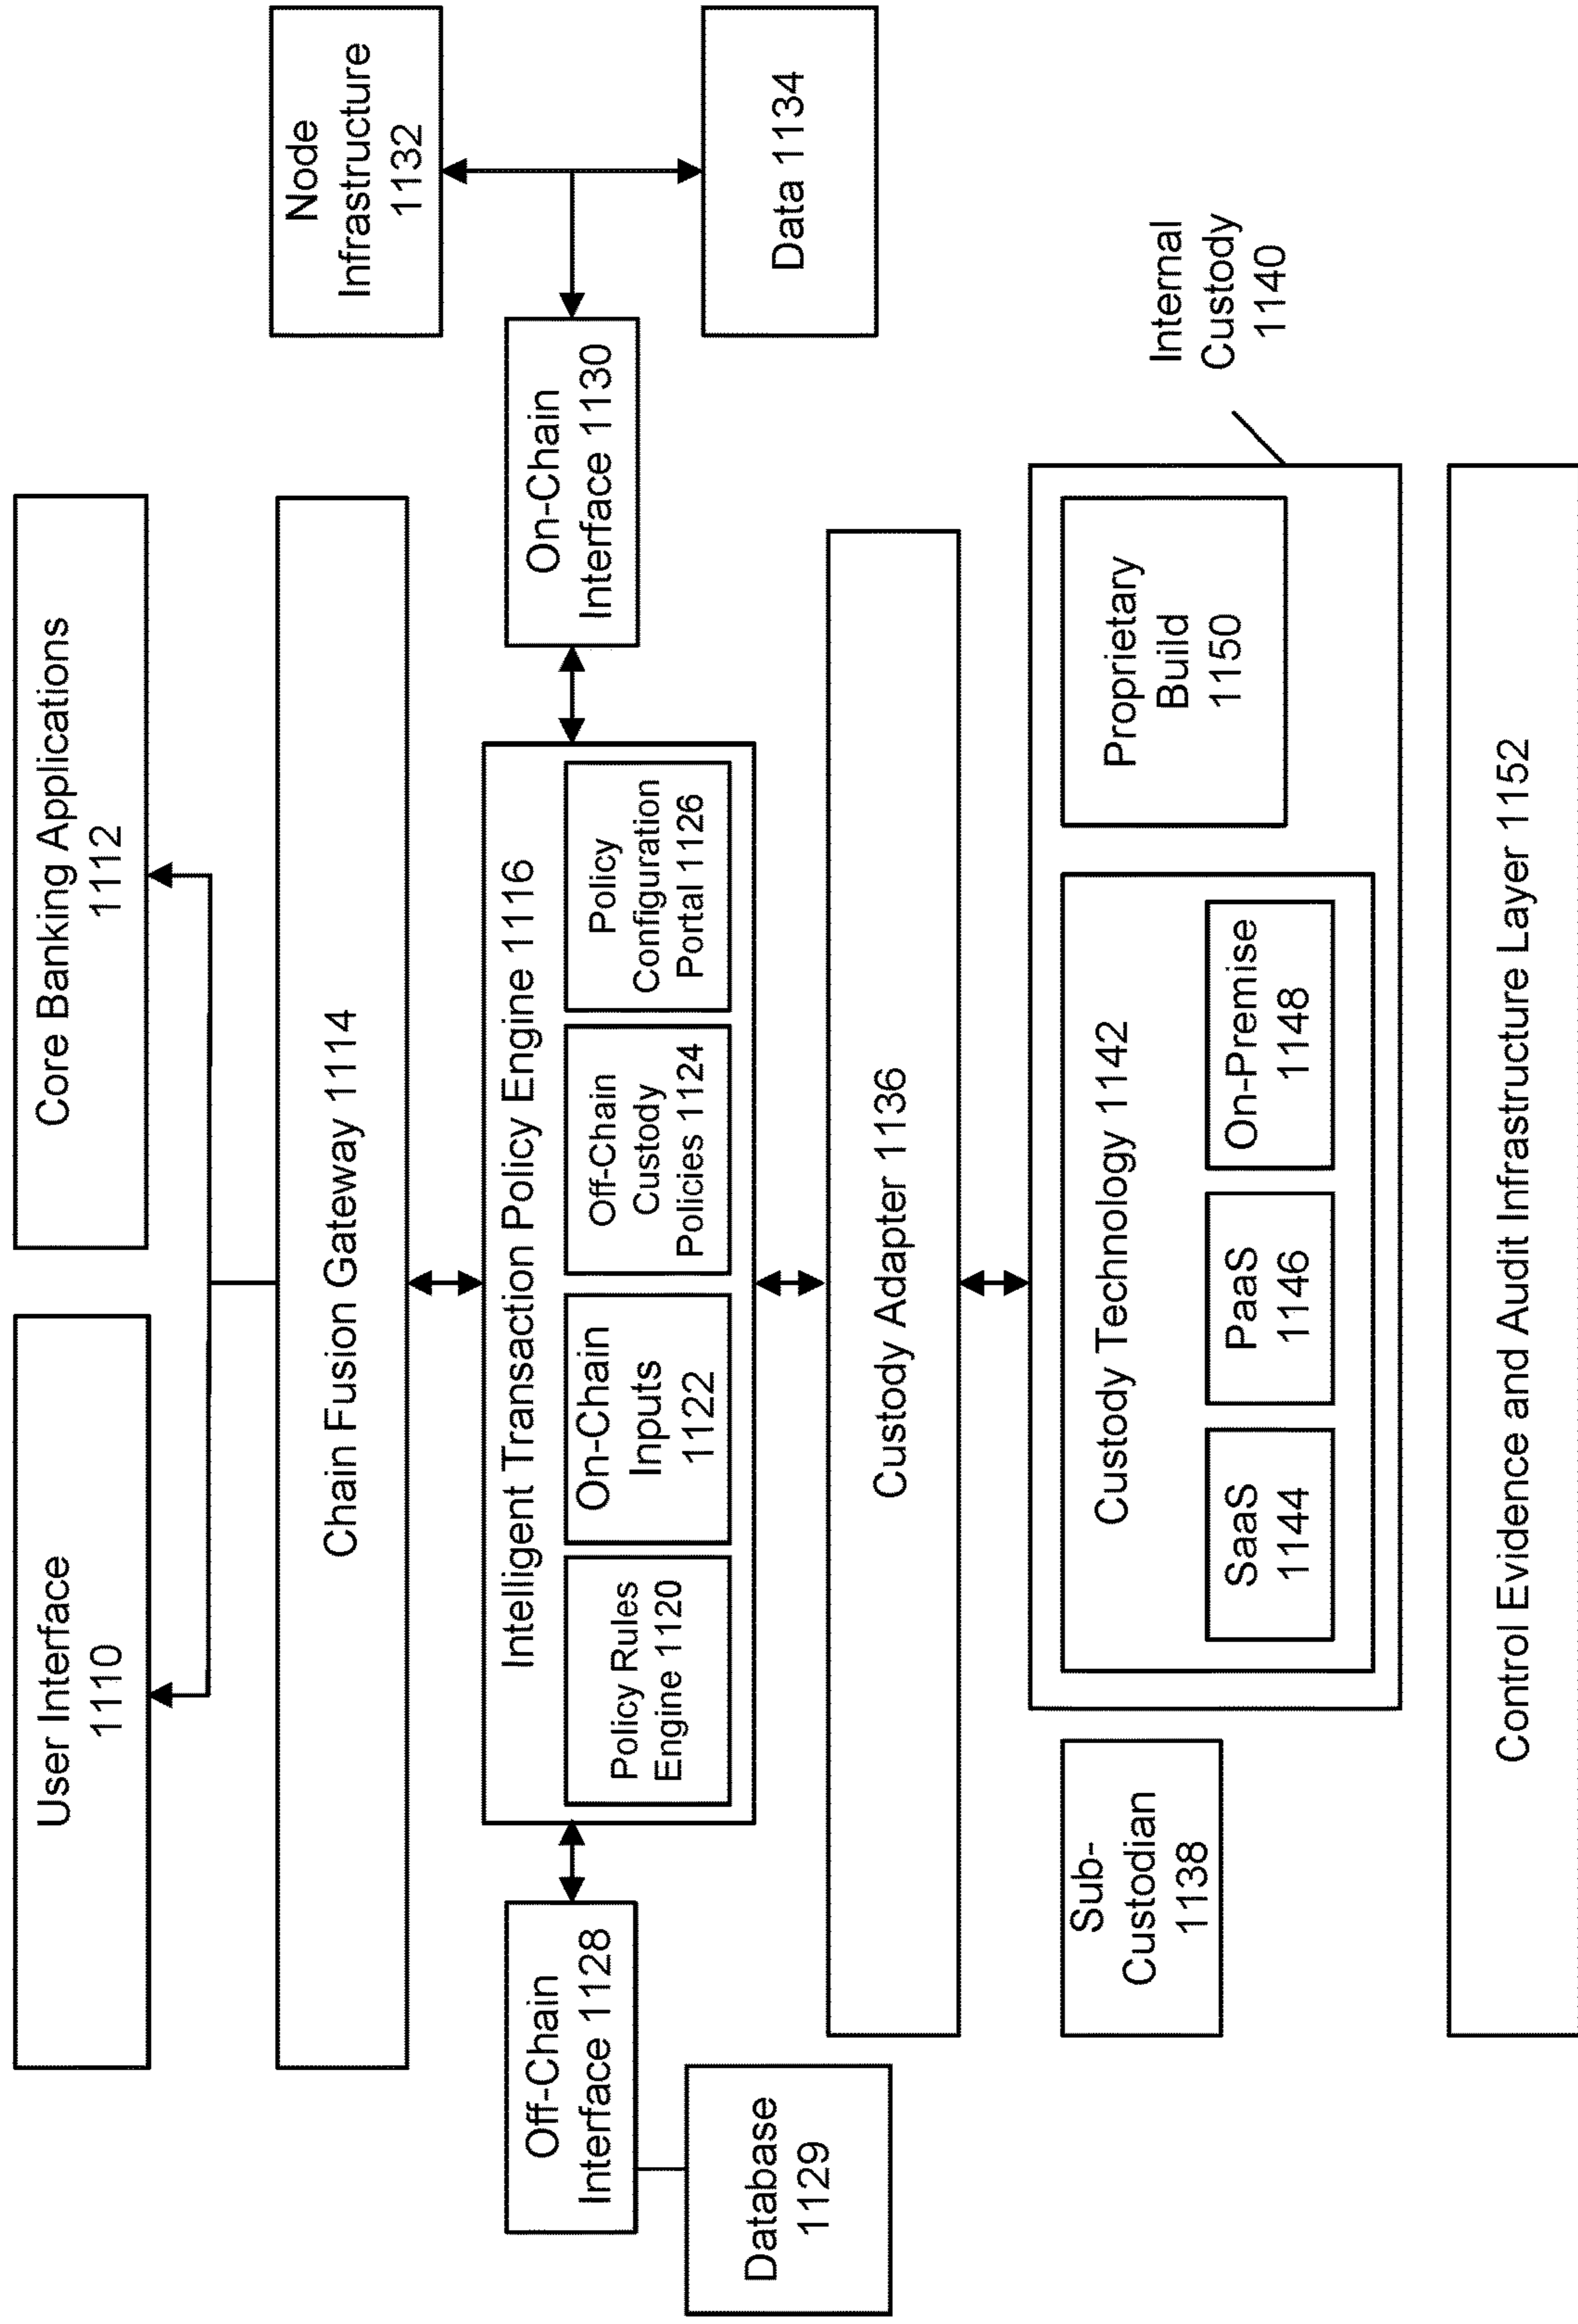 User Interface
1110
Core Banking Applications
1112
Chain Fusion Gateway 1114
Intelligent Transaction Policy Engine 1116
Policy Rules
Engine 1120
On-Chain
Inputs
1122
Off-Chain
Custody
Policies 1124
Policy
Configuration
Portal 1126
Off-Chain
Interface 1128
Database
1129
On-Chain
Interface 1130
Node
Infrastructure
1132
Data 1134
Custody Adapter 1136
Sub-
Custodian
1138
Internal
Custody
1140
Custody Technology 1142
SaaS
1144
PaaS
1146
On-Premise
1148
Proprietary
Build
1150
Control Evidence and Audit Infrastructure Layer 1152